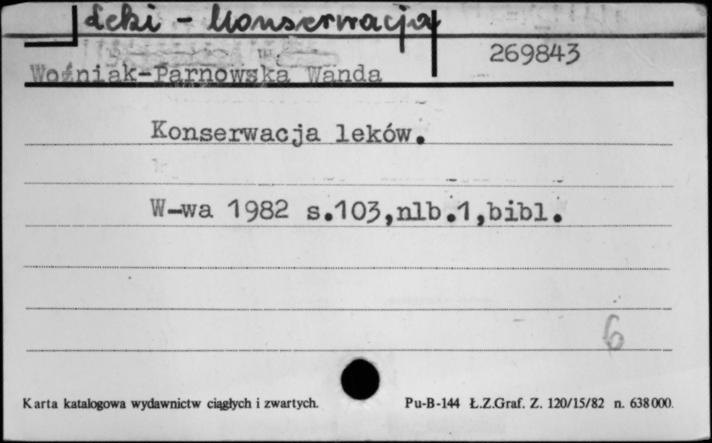 Leki - Konserwacja
269843
Woźniak-Parnowska Wanda
Konserwacja leków.
W-wa 1982 s.103,nlb.1,bibl.
6
Karta katalogowa wydawnictw ciągłych i zwartych.
Pu-B-144 Ł.Z.Graf. Z. 120/15/82 n. 638000.